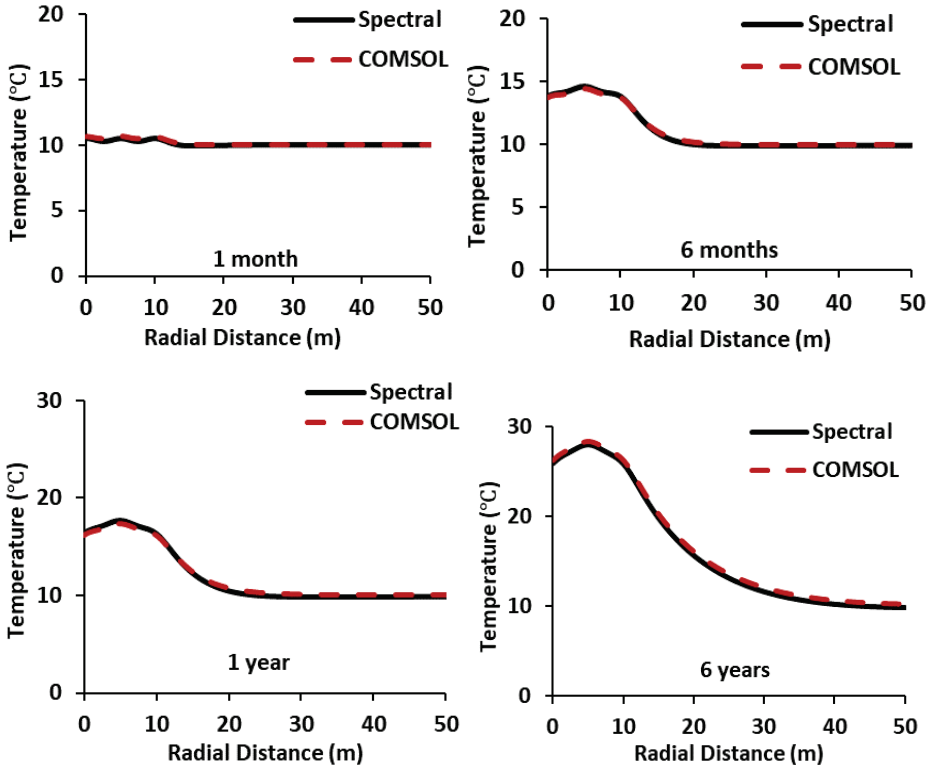 20
15
10
5
0
Temperature (°C)
Spectral
COMSOL
1 month
0 10 20 30 40 50
Radial Distance (m)
20
15
10
5
0
Temperature (°C)
Spectral
COMSOL
6 months
0 10 20 30 40 50
Radial Distance (m)
30
20
10
0
Temperature (°C)
Spectral
COMSOL
1 year
0 10 20 30 40 50
Radial Distance (m)
30
20
10
0
Temperature (°C)
Spectral
COMSOL
6 years
0 10 20 30 40 50
Radial Distance (m)